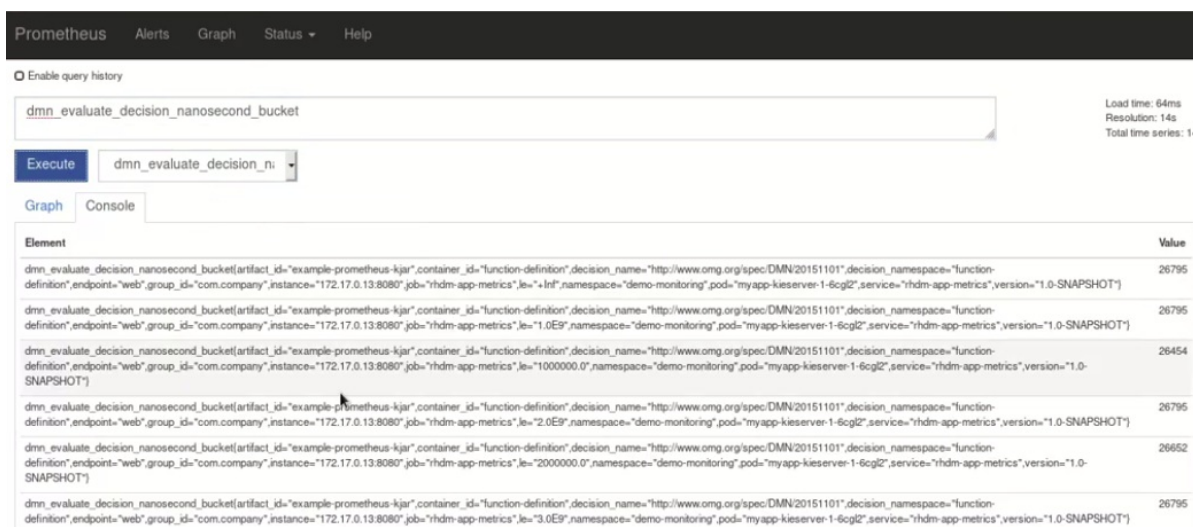 Prometheus Alerts Graph Status Help
Enable query history
dmn_evaluate_decision_nanosecond_bucket
Load time: 64ms
Resolution: 14s
Total time series:
Execute dmn_evaluate_decision_n
Graph Console
Element Value
dmn_evaluate_decision_nanosecond_bucket{artifact_id="example-prometheus-kjar",container_id="function-definition",decision_name="http://www.omg.org/spec/DMN/20151101",decision_namespace="function- 26795
definition",endpoint="web",group_id="com.company",instance="172.17.0.13:8080",job="rhdm-app-metrics",le="+Inf",namespace="demo-monitoring",pod="myapp-kieserver-1-6cgl2",service="rhdm-app-metrics",version="1.0-SNAPSHOT"}
dmn_evaluate_decision_nanosecond_bucket{artifact_id="example-prometheus-kjar",container_id="function-definition",decision_name="http://www.omg.org/spec/DMN/20151101",decision_namespace="function- 26795
definition",endpoint="web",group_id="com.company",instance="172.17.0.13:8080",job="rhdm-app-metrics",le="1.0E9",namespace="demo-monitoring",pod="myapp-kieserver-1-6cgl2",service="rhdm-app-metrics",version="1.0-SNAPSHOT"}
dmn_evaluate_decision_nanosecond_bucket{artifact_id="example-prometheus-kjar",container_id="function-definition",decision_name="http://www.omg.org/spec/DMN/20151101",decision_namespace="function- 26454
definition",endpoint="web",group_id="com.company",instance="172.17.0.13:8080",job="rhdm-app-metrics",le="1000000.0",namespace="demo-monitoring",pod="myapp-kieserver-1-6cgl2",service="rhdm-app-metrics",version="1.0-
SNAPSHOT"}
dmn_evaluate_decision_nanosecond_bucket{artifact_id="example-prometheus-kjar",container_id="function-definition",decision_name="http://www.omg.org/spec/DMN/20151101",decision_namespace="function- 26795
definition",endpoint="web",group_id="com.company",instance="172.17.0.13:8080",job="rhdm-app-metrics",le="2.0E9",namespace="demo-monitoring",pod="myapp-kieserver-1-6cgl2",service="rhdm-app-metrics",version="1.0-SNAPSHOT"}
dmn_evaluate_decision_nanosecond_bucket{artifact_id="example-prometheus-kjar",container_id="function-definition",decision_name="http://www.omg.org/spec/DMN/20151101",decision_namespace="function- 26652
definition",endpoint="web",group_id="com.company",instance="172.17.0.13:8080",job="rhdm-app-metrics",le="2000000.0",namespace="demo-monitoring",pod="myapp-kieserver-1-6cgl2",service="rhdm-app-metrics",version="1.0-
SNAPSHOT"}
dmn_evaluate_decision_nanosecond_bucket{artifact_id="example-prometheus-kjar",container_id="function-definition",decision_name="http://www.omg.org/spec/DMN/20151101",decision_namespace="function- 26795
definition",endpoint="web",group_id="com.company",instance="172.17.0.13:8080",job="rhdm-app-metrics",le="3.0E9",namespace="demo-monitoring",pod="myapp-kieserver-1-6cgl2",service="rhdm-app-metrics",version="1.0-SNAPSHOT"}